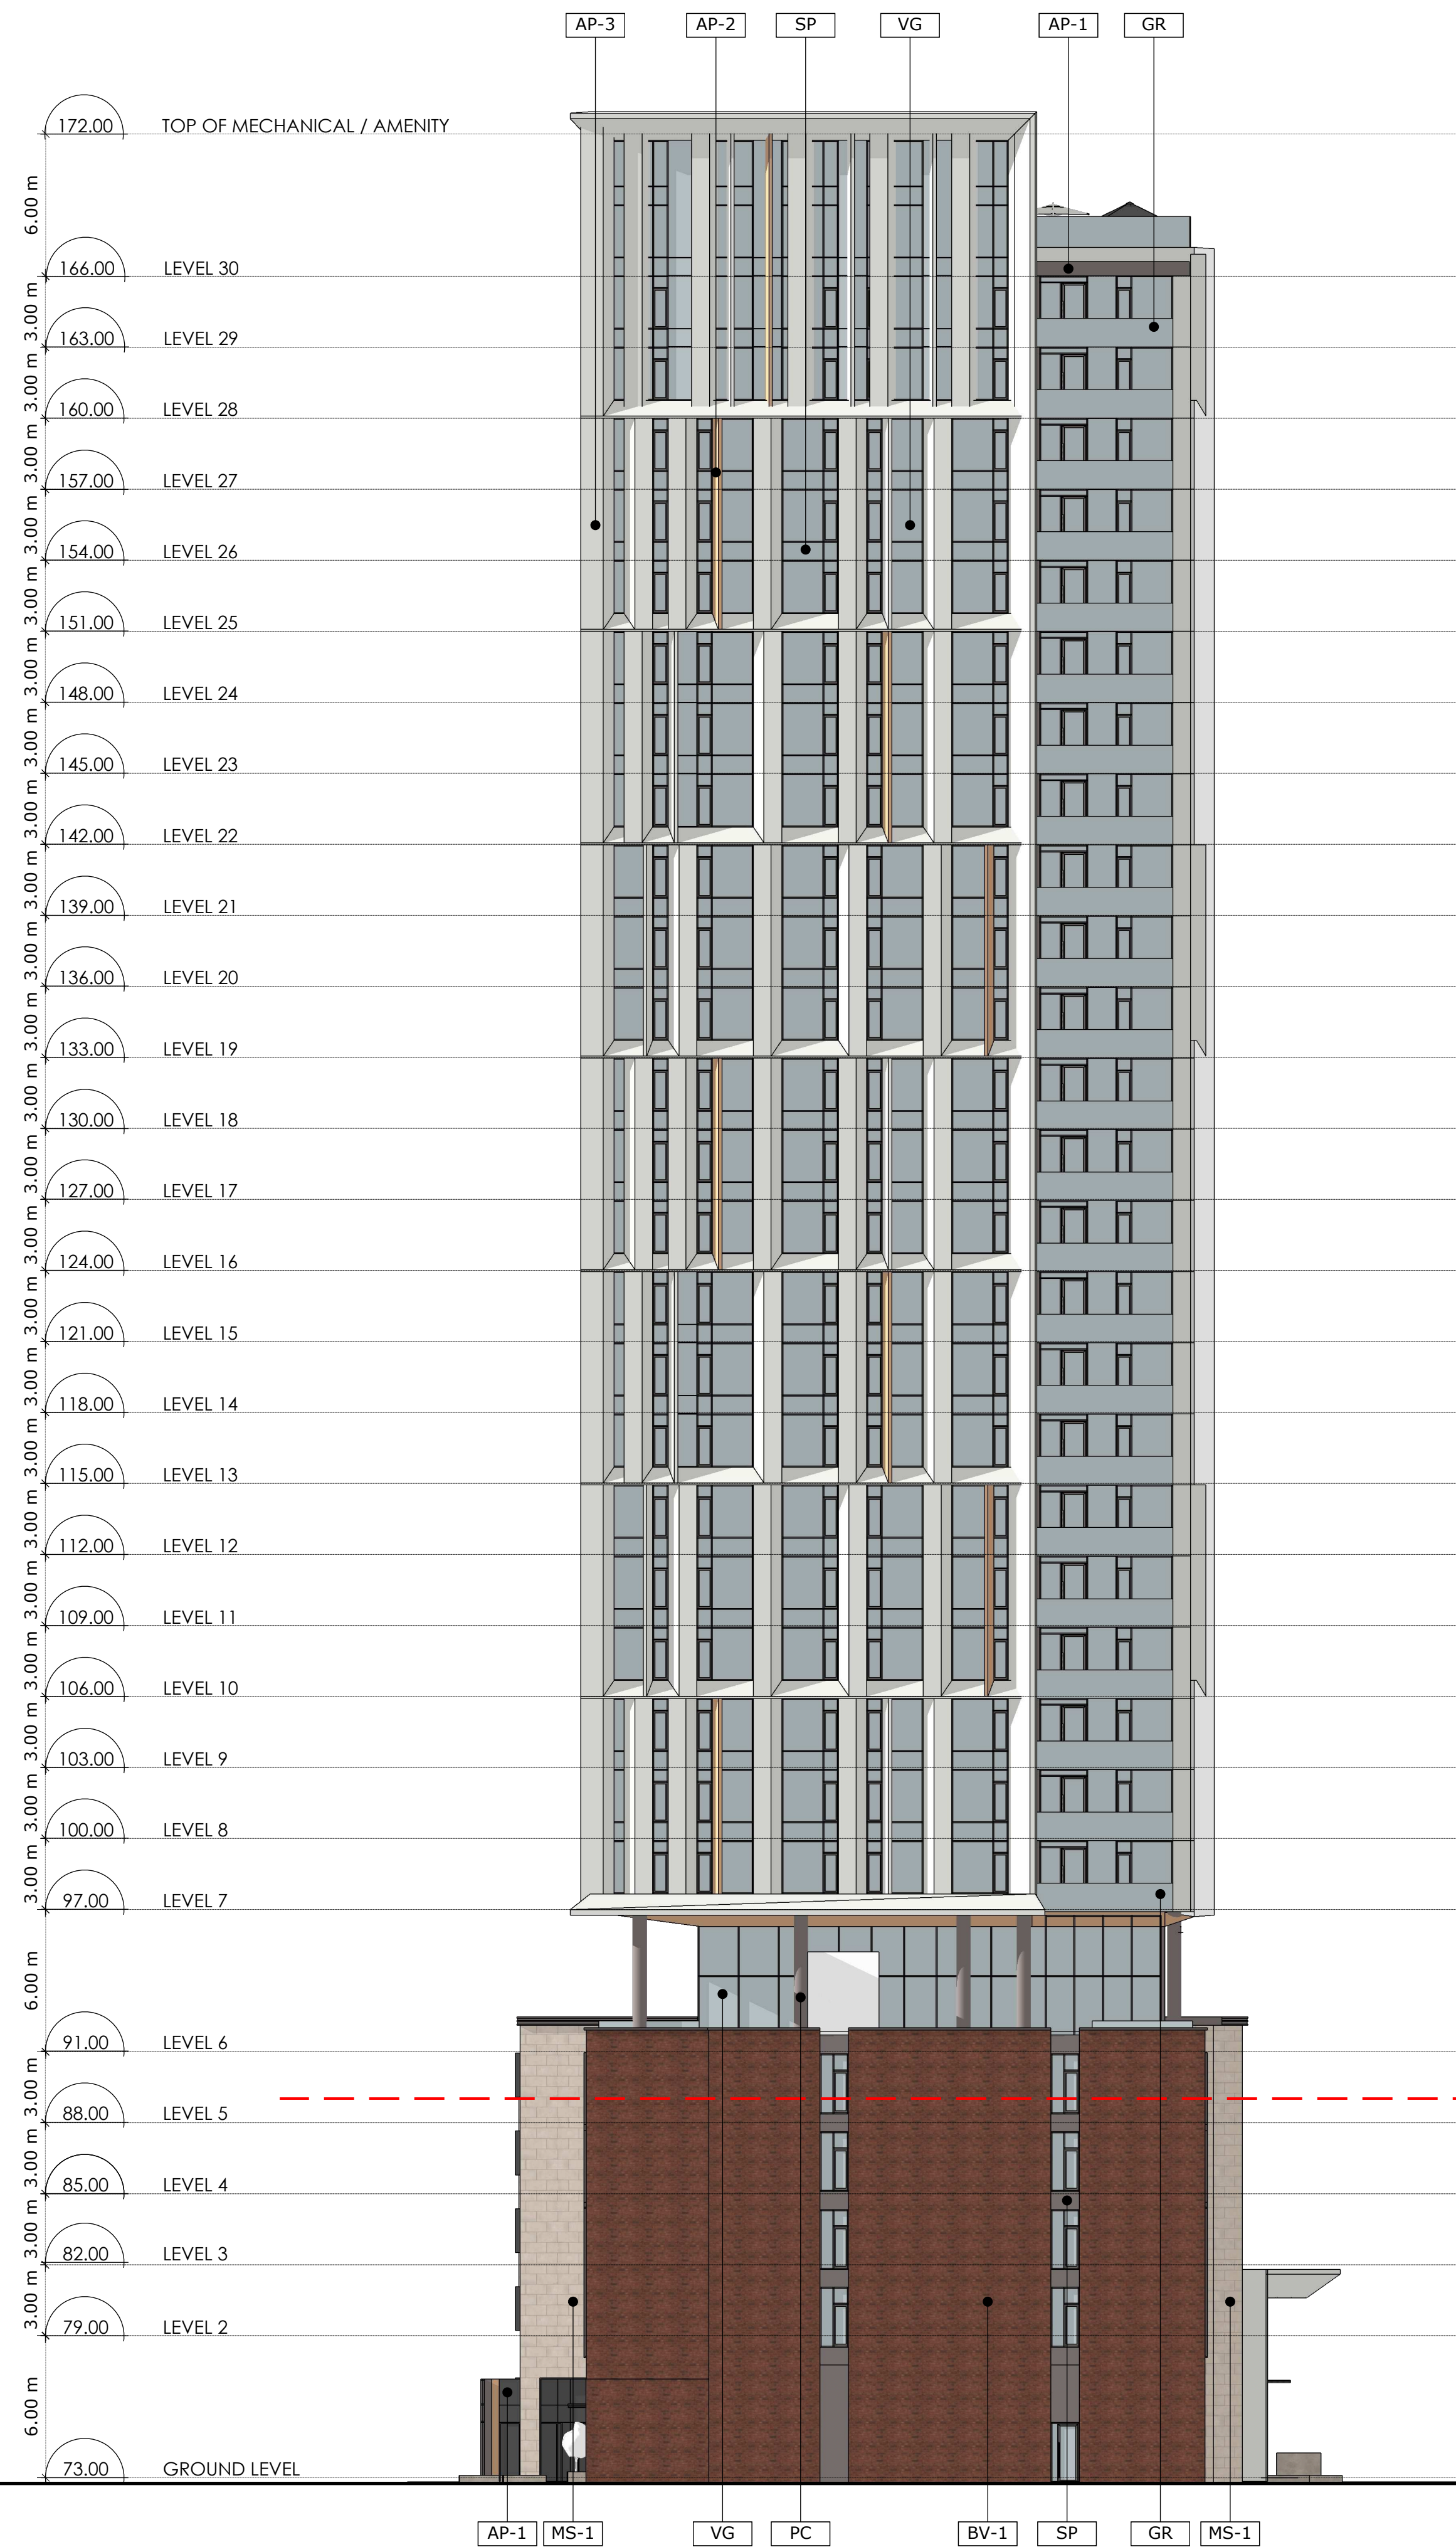 AP-3 AP-2 SP VG AP-1 GR
172.00 TOP OF MECHANICAL / AMENITY
6.00 m
166.00 LEVEL 30
3.00 m
163.00 LEVEL 29
3.00 m
160.00 LEVEL 28
3.00 m
157.00 LEVEL 27
3.00 m
154.00 LEVEL 26
3.00 m
151.00 LEVEL 25
3.00 m
148.00 LEVEL 24
3.00 m
145.00 LEVEL 23
3.00 m
142.00 LEVEL 22
3.00 m
139.00 LEVEL 21
3.00 m
136.00 LEVEL 20
3.00 m
133.00 LEVEL 19
3.00 m
130.00 LEVEL 18
3.00 m
127.00 LEVEL 17
3.00 m
124.00 LEVEL 16
3.00 m
121.00 LEVEL 15
3.00 m
118.00 LEVEL 14
3.00 m
115.00 LEVEL 13
3.00 m
112.00 LEVEL 12
3.00 m
109.00 LEVEL 11
3.00 m
106.00 LEVEL 10
3.00 m
103.00 LEVEL 9
3.00 m
100.00 LEVEL 8
3.00 m
97.00 LEVEL 7
6.00 m
91.00 LEVEL 6
3.00 m
88.00 LEVEL 5
3.00 m
85.00 LEVEL 4
3.00 m
82.00 LEVEL 3
3.00 m
79.00 LEVEL 2
6.00 m
73.00 GROUND LEVEL
AP-1 MS-1 VG PC BV-1 SP GR MS-1